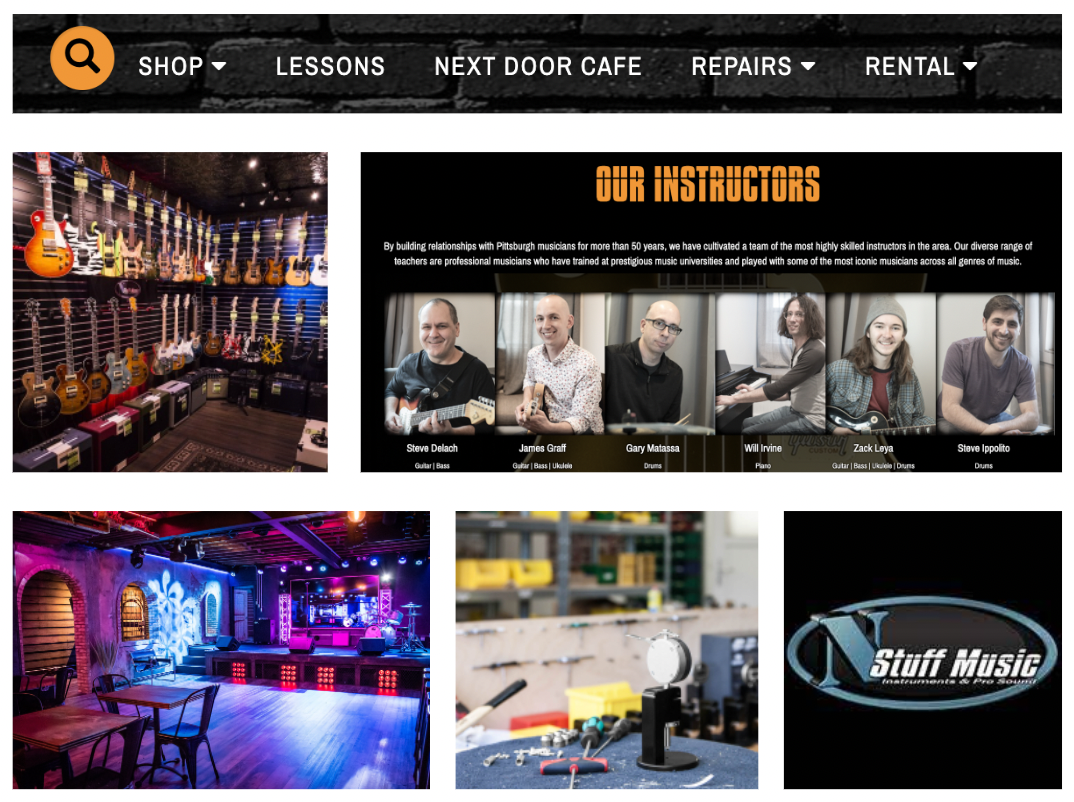 SHOP LESSONS NEXT DOOR CAFE REPAIRS RENTAL
OUR INSTRUCTORS
By building relationships with Pittsburgh musicians for more than 50 years, we have cultivated a team of the most highly skilled instructors in the area. Our diverse range of
teachers are professional musicians who have trained at prestigious music universities and played with some of the most iconic musicians across all genres of music.
Steve Delach James Graff Gary Matassa Will Irvine Zack Leya Steve Ippolito
Guitar | Bass Guitar | Bass | Ukulele Drums Piano Guitar | Bass | Ukulele | Drums Drums
N Stuff Music
Instruments & Pro Sound